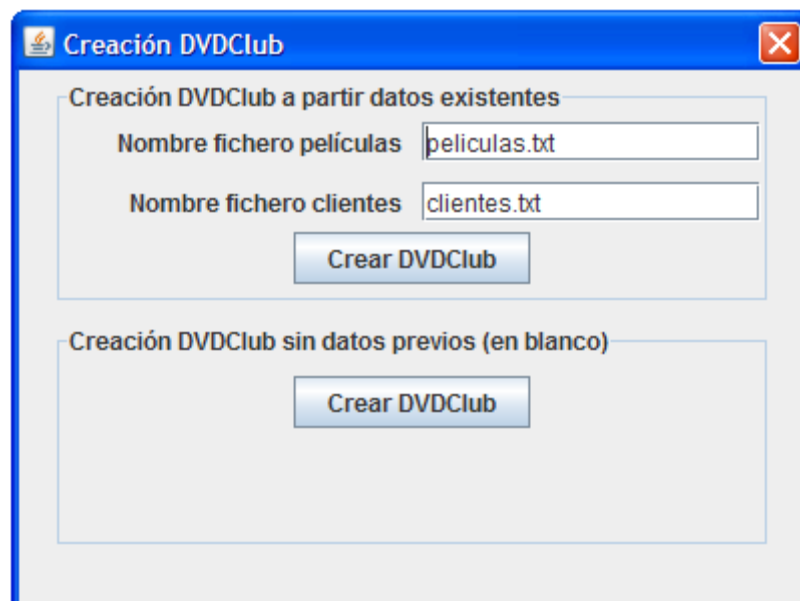 Creación DVDClub
Creación DVDClub a partir datos existentes
Nombre fichero películas peliculas.txt
Nombre fichero clientes clientes.txt
Crear DVDClub
Creación DVDClub sin datos previos (en blanco)
Crear DVDClub